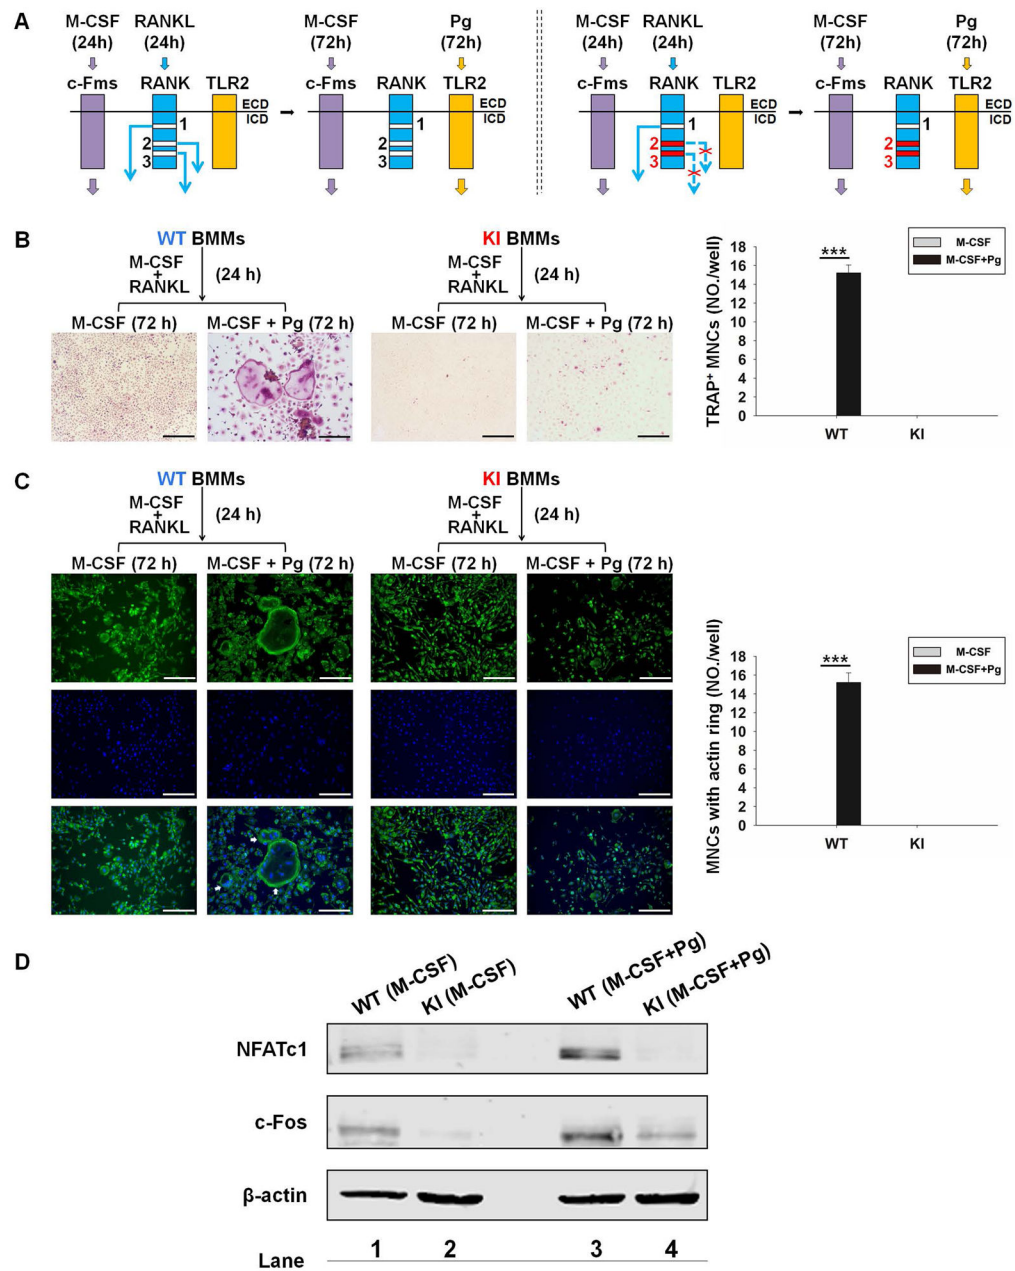 A
M-CSF RANKL M-CSF Pg M-CSF RANKL M-CSF Pg
(24h) (24h) (72h) (72h) (24h) (24h) (72h) (72h)
c-Fms RANK TLR2 c-Fms RANK TLR2 c-Fms RANK TLR2 c-Fms RANK TLR2
ECD ECD ECD ECD
ICD ICD ICD ICD
1 1 1 1
2 2 2 2
3 3 3 3
B
WT BMMs
M-CSF
+
RANKL
(24 h)
M-CSF (72 h) M-CSF + Pg (72 h)
KI BMMs
M-CSF
+
RANKL
(24 h)
M-CSF (72 h) M-CSF + Pg (72 h)
TRAP+ MNCs (NO./well)
18
16
14
12
10
8
6
4
2
0
***
M-CSF
M-CSF+Pg
WT KI
C
WT BMMs
M-CSF
+
RANKL
(24 h)
M-CSF (72 h) M-CSF + Pg (72 h)
KI BMMs
M-CSF
+
RANKL
(24 h)
M-CSF (72 h) M-CSF + Pg (72 h)
MNCs with actin ring (NO./well)
18
16
14
12
10
8
6
4
2
0
***
M-CSF
M-CSF+Pg
WT KI
D
WT (M-CSF) KI (M-CSF) WT (M-CSF+Pg) KI (M-CSF+Pg)
NFATc1
c-Fos
β-actin
Lane 1 2 3 4